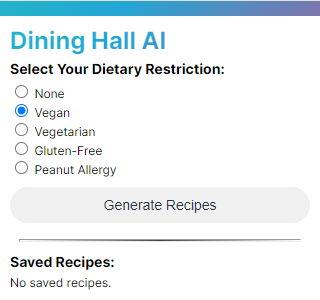 Dining Hall AI
Select Your Dietary Restriction:
None
Vegan
Vegetarian
Gluten-Free
Peanut Allergy
Generate Recipes
Saved Recipes:
No saved recipes.